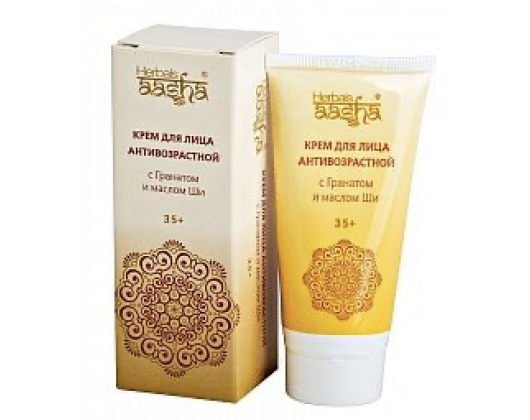 Herbals
aasha®
КРЕМ ДЛЯ ЛИЦА
АНТИВОЗРАСТНОЙ
с Гранатом
и маслом Ши
35+
Herbals
aasha®
КРЕМ ДЛЯ ЛИЦА
АНТИВОЗРАСТНОЙ
с Гранатом
и маслом Ши
35+